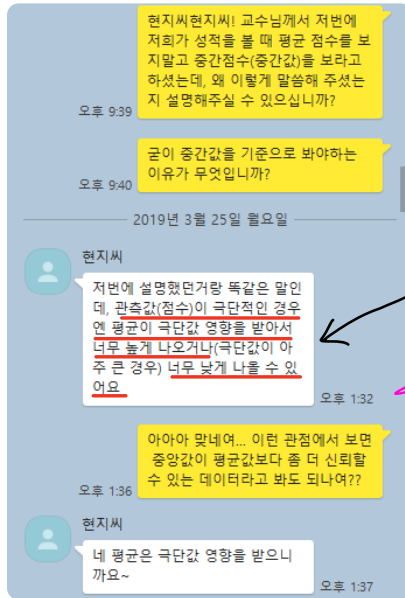 현지씨현지씨! 교수님께서 저번에
저희가 성적을 볼 때 평균 점수를 보
지말고 중간점수(중간값)을 보라고
하셨는데, 왜 이렇게 말씀해 주셨는
지 설명해주실 수 있으십니까?
오후 9:39
굳이 중간값을 기준으로 봐야하는
이유가 무엇입니까?
오후 9:40
2019년 3월 25일 월요일
현지씨
저번에 설명했던거랑 똑같은 말인
데, 관측값(점수)이 극단적인 경우
엔 평균이 극단값 영향을 받아서
너무 높게 나오거나(극단값이 아
주 큰 경우) 너무 낮게 나올 수 있
어요
오후 1:32
아아아 맞네여... 이런 관점에서 보면
중앙값이 평균값보다 좀 더 신뢰할
수 있는 데이터라고 봐도 되나여??
오후 1:36
현지씨
네 평균은 극단값 영향을 받으니
까요~
오후 1:37